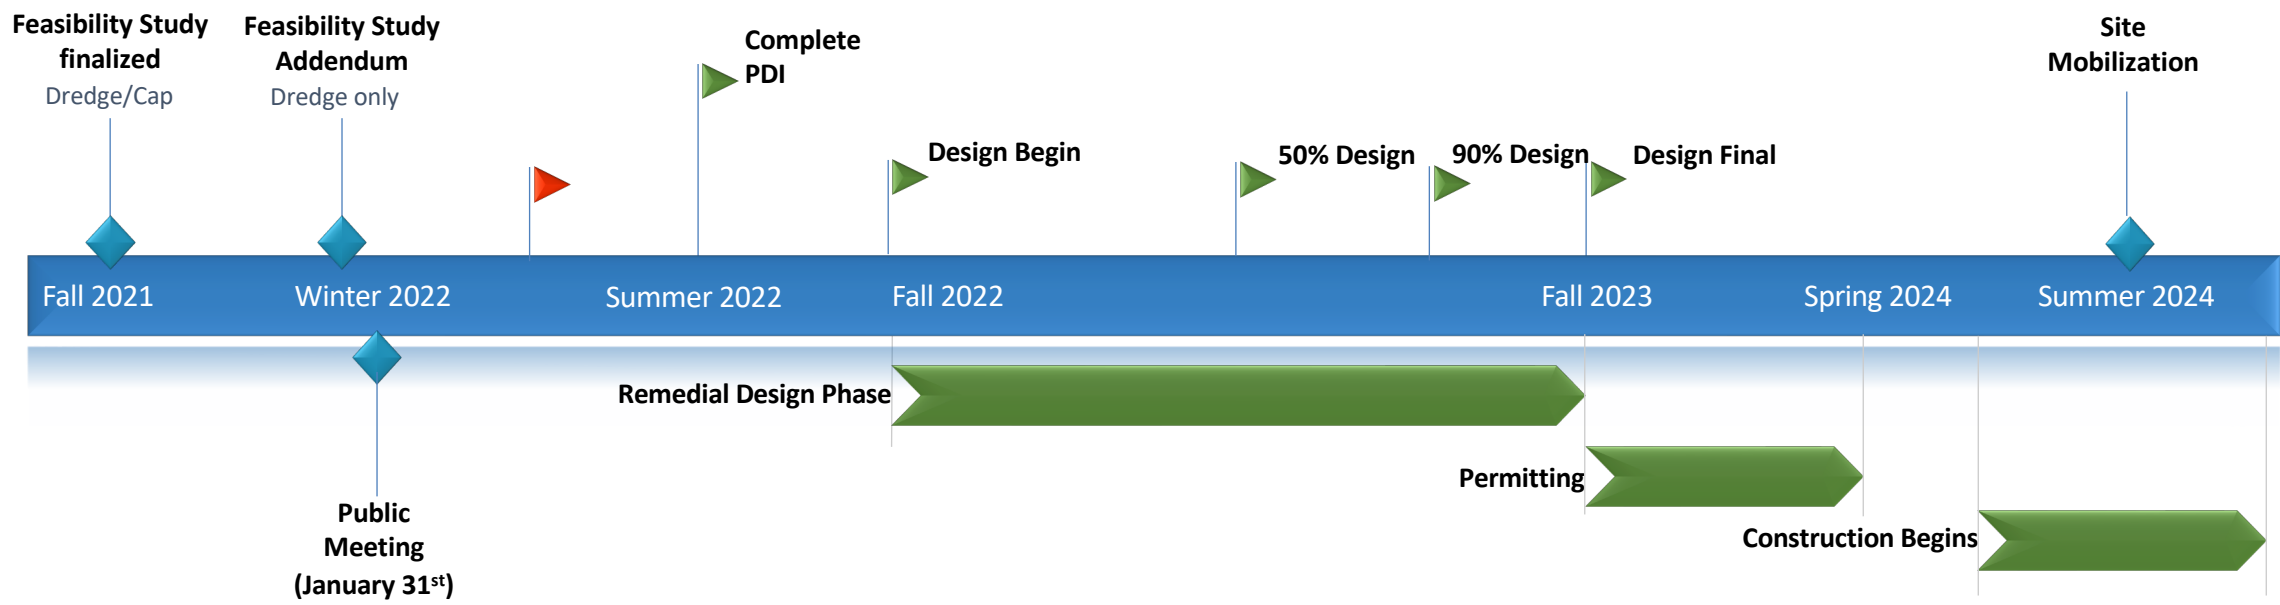 Feasibility Study
finalized
Dredge/Cap
Feasibility Study
Addendum
Dredge only
Complete
PDI
Site
Mobilization
Design Begin
50% Design
90% Design
Design Final
Fall 2021
Winter 2022
Summer 2022
Fall 2022
Fall 2023
Spring 2024
Summer 2024
Remedial Design Phase
Permitting
Public
Meeting
(January 31st)
Construction Begins